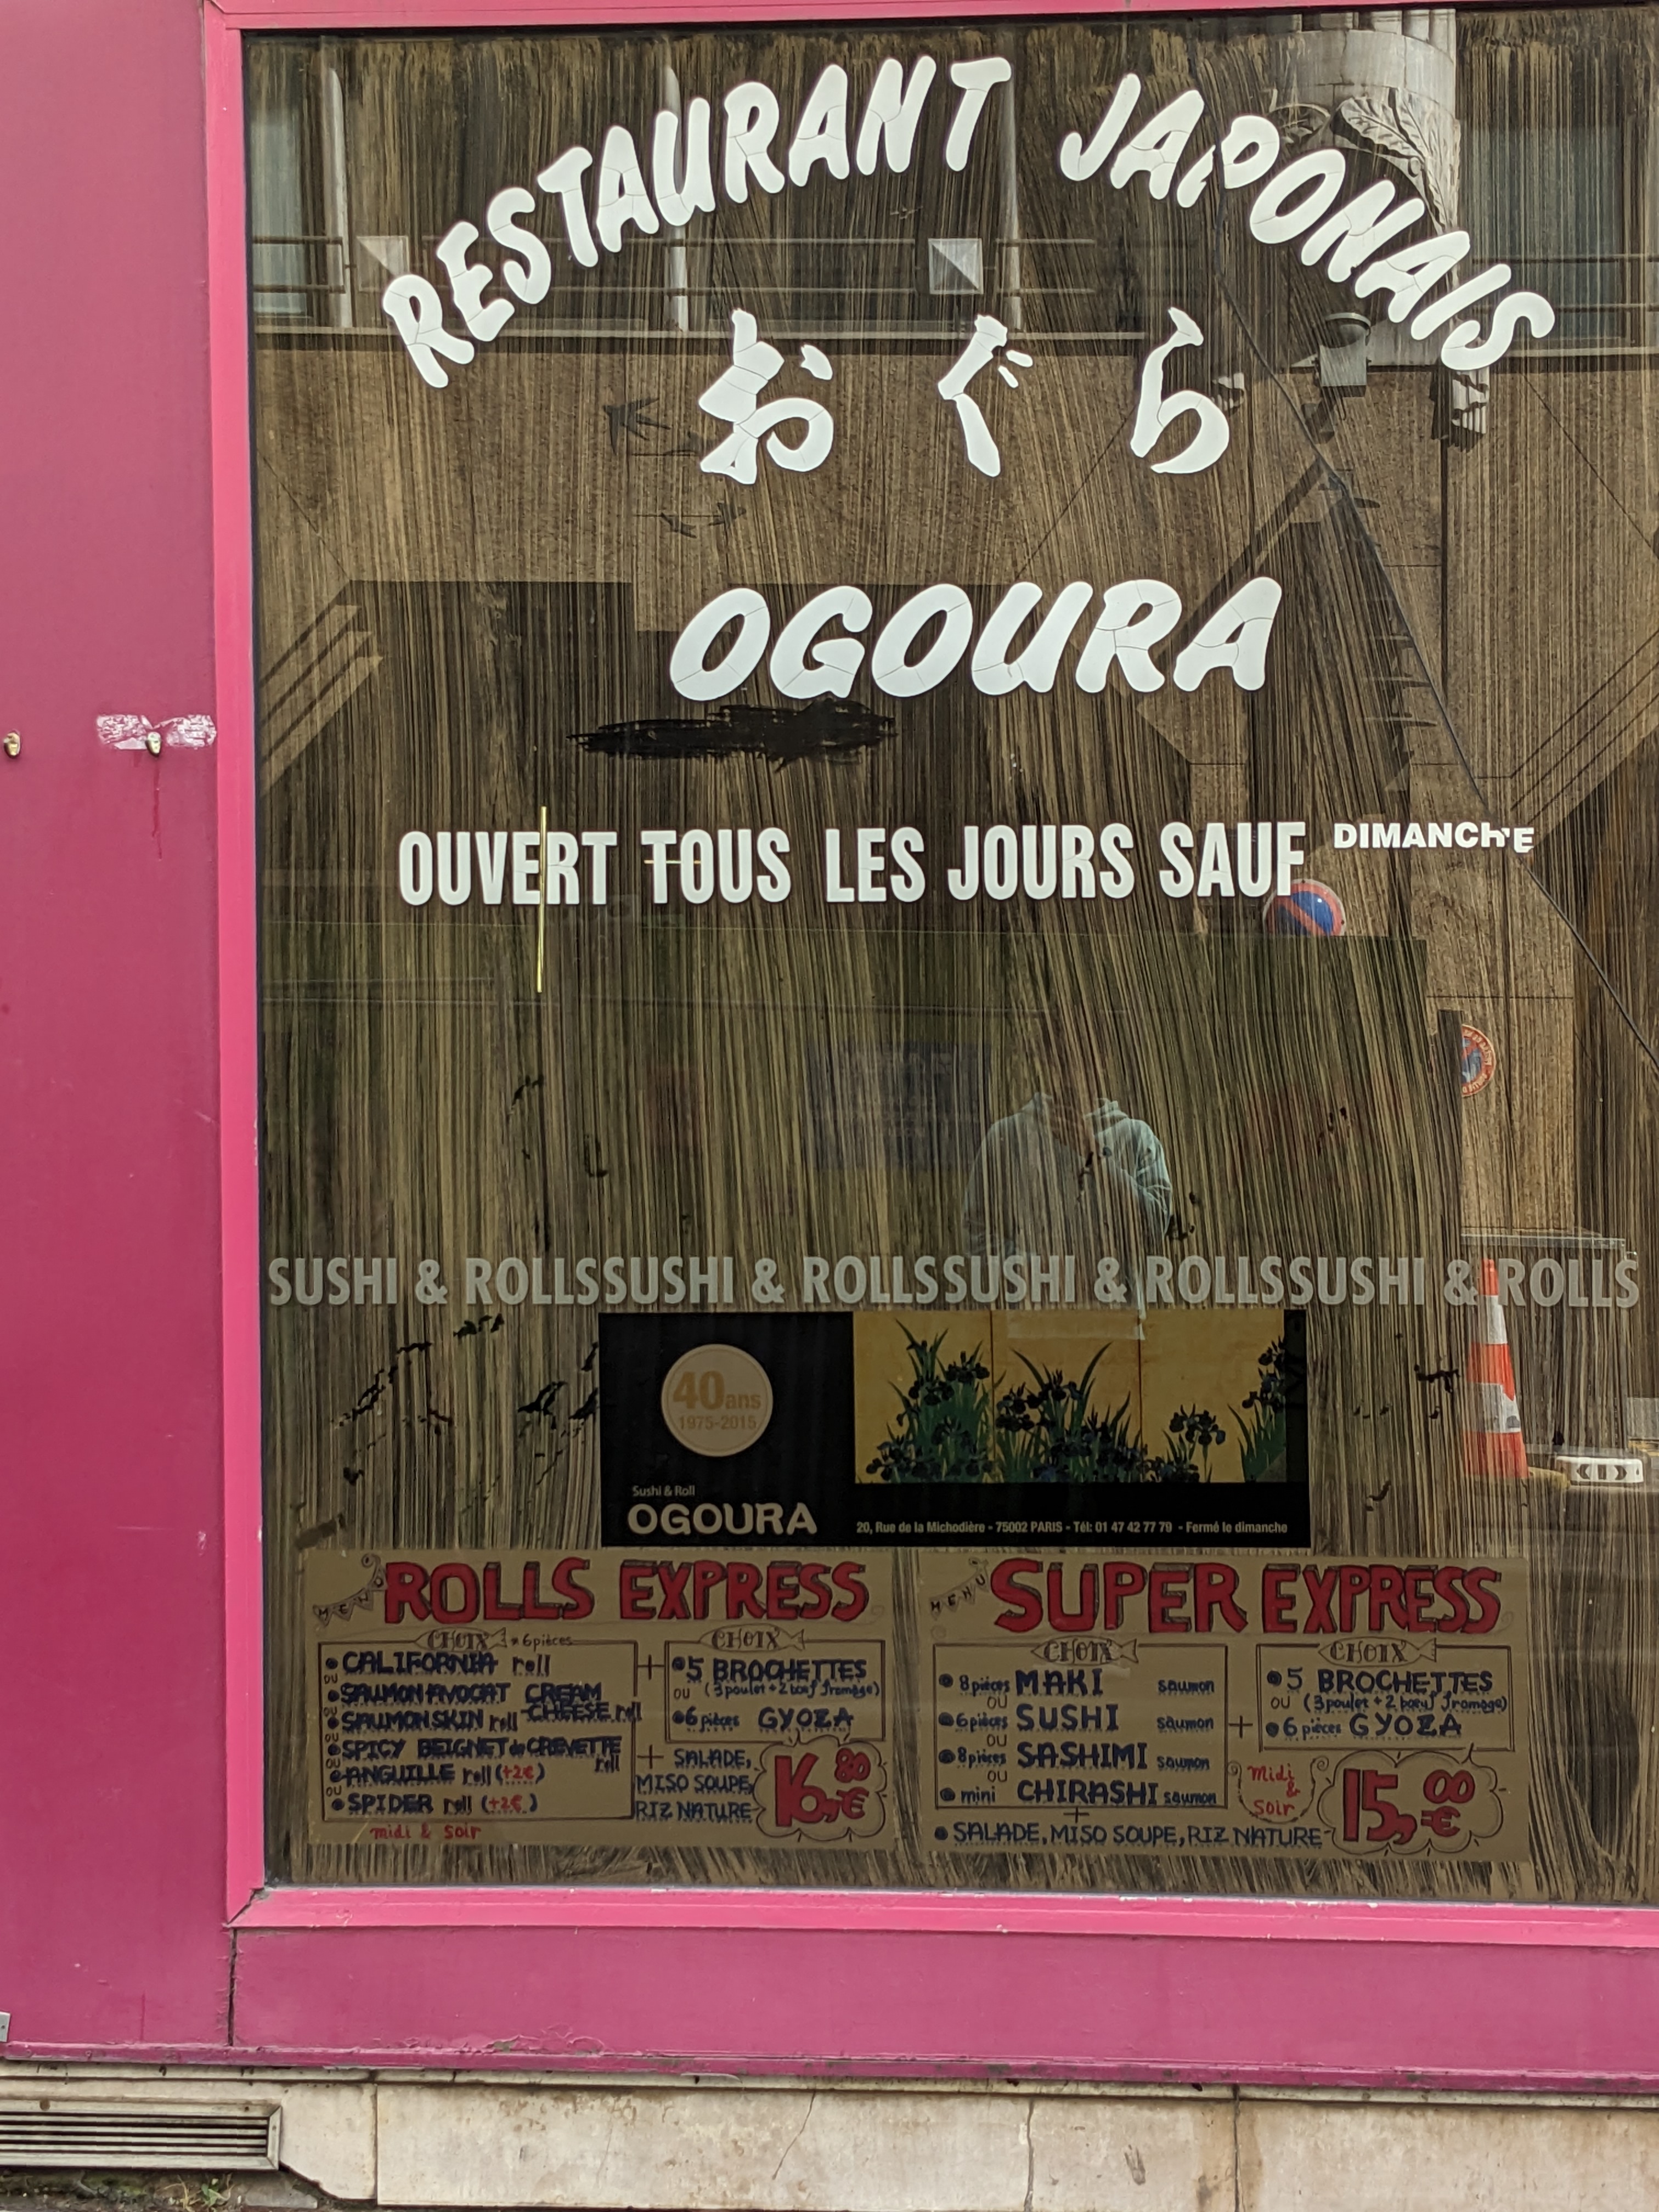 RESTAURANT JAPONAIS
おぐら
OGOURA
OUVERT TOUS LES JOURS SAUF DIMANCHE
SUSHI & ROLLSSUSHI & ROLLSSUSHI & ROLLSSUSHI & ROLLS
40ans
1975-2015
Sushi & Roll
OGOURA
20, Rue de la Michodière - 75002 PARIS - Tél: 01 47 42 77 79 - Fermé le dimanche
MENU ROLLS EXPRESS
CHOIX * 6 pièces
CALIFORNIA roll
ou
SAUMON AVOCAT CREAM CHEESE roll
ou
SAUMON SKIN roll
ou
SPICY BEIGNET de CREVETTE roll
ou
ANGUILLE roll (+2€)
ou
SPIDER roll (+2€)
midi & soir
+
CHOIX
5 BROCHETTES
ou (3 poulet + 2 bœuf fromage)
6 pièces GYOZA
+ SALADE,
MISO SOUPE,
RIZ NATURE
16,80€
MENU SUPER EXPRESS
CHOIX
8 pièces MAKI saumon
OU
6 pièces SUSHI saumon
OU
8 pièces SASHIMI saumon
OU
mini CHIRASHI saumon
+
CHOIX
5 BROCHETTES
OU (3 poulet + 2 bœuf fromage)
6 pièces GYOZA
+
SALADE, MISO SOUPE, RIZ NATURE
midi
&
soir
15,00€